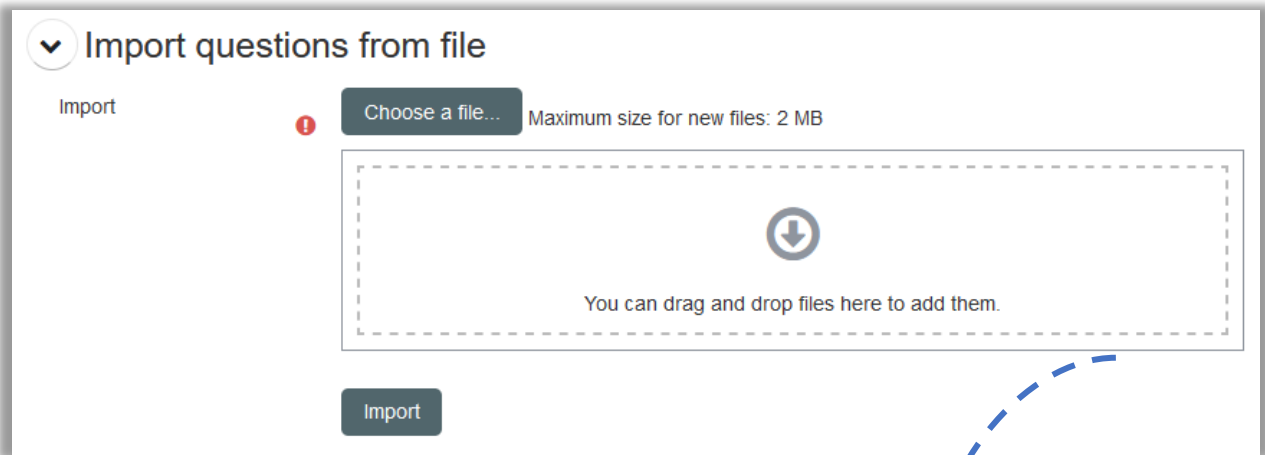 Import questions from file
Import
Choose a file... Maximum size for new files: 2 MB
You can drag and drop files here to add them.
Import